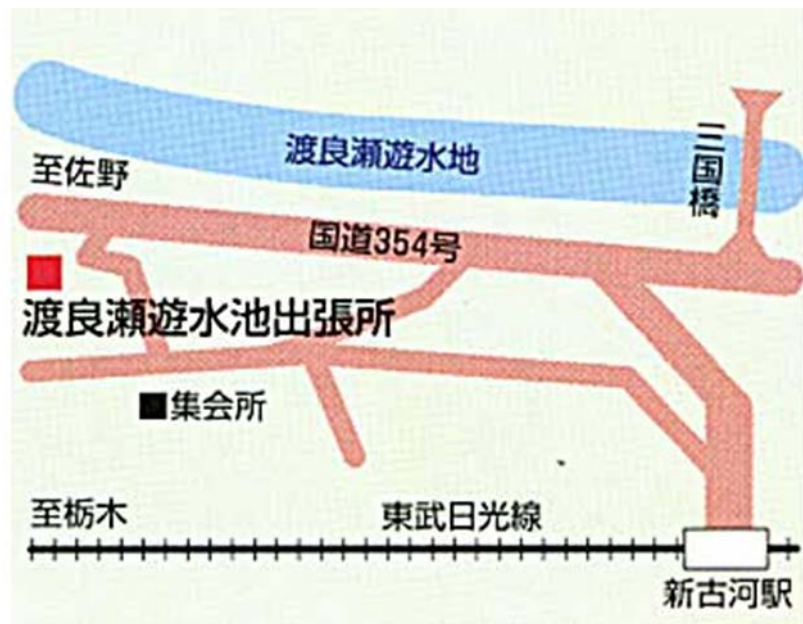 渡良瀬遊水地
三国橋
至佐野
国道354号
渡良瀬遊水池出張所
集会所
至栃木
東武日光線
新古河駅